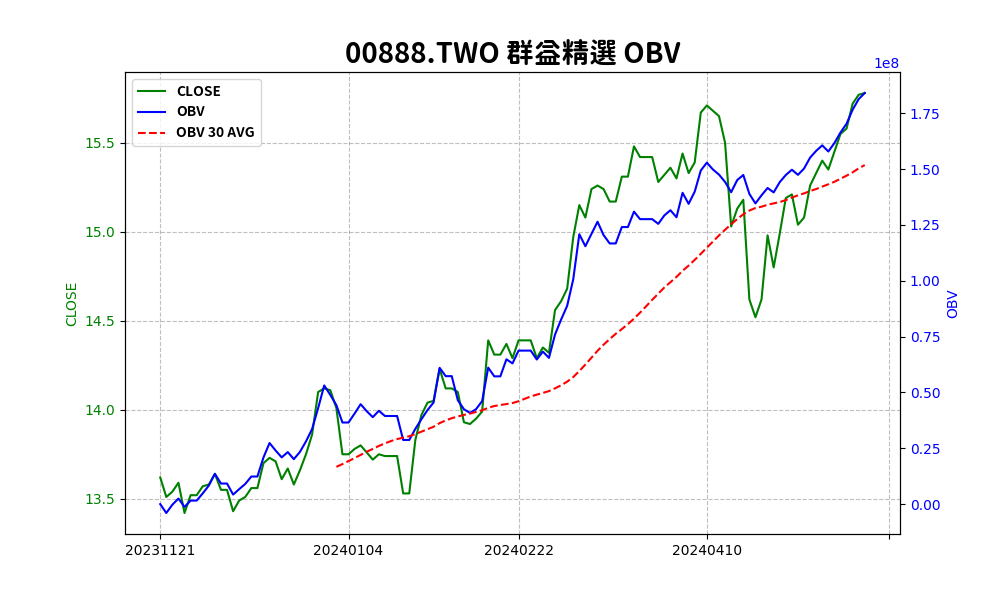 00888.TWO 群益精選 OBV
1e8
CLOSE
OBV
OBV 30 AVG
1.75
15.5
1.50
15.0
1.25
1.00
CLOSE
OBV
14.5
0.75
14.0
0.50
0.25
13.5
0.00
20231121
20240104
20240222
20240410